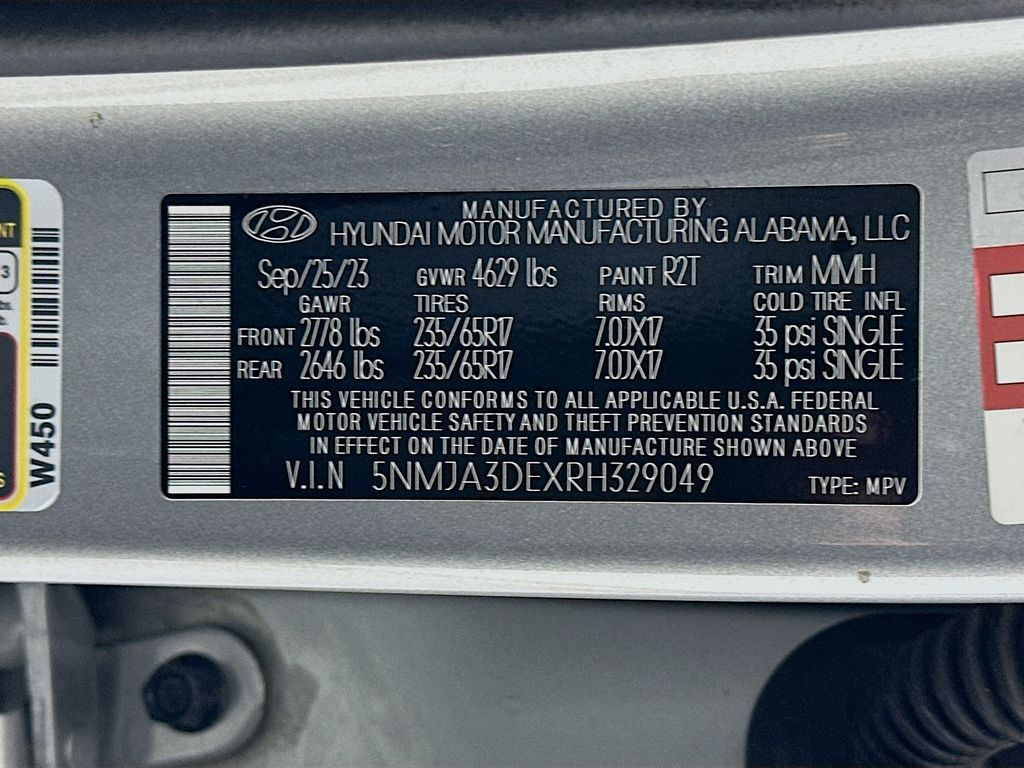 MANUFACTURED BY
HYUNDAI MOTOR MANUFACTURING ALABAMA, LLC
Sep/25/23 GVWR 4629 lbs PAINT R2T TRIM MMH
GAWR TIRES RIMS COLD TIRE INFL
FRONT 2778 lbs 235/65R17 7.0JX17 35 psi SINGLE
REAR 2646 lbs 235/65R17 7.0JX17 35 psi SINGLE
THIS VEHICLE CONFORMS TO ALL APPLICABLE U.S.A. FEDERAL
MOTOR VEHICLE SAFETY AND THEFT PREVENTION STANDARDS
IN EFFECT ON THE DATE OF MANUFACTURE SHOWN ABOVE
V.I.N 5NMJA3DEXRH329049 TYPE: MPV
W450
NT
3